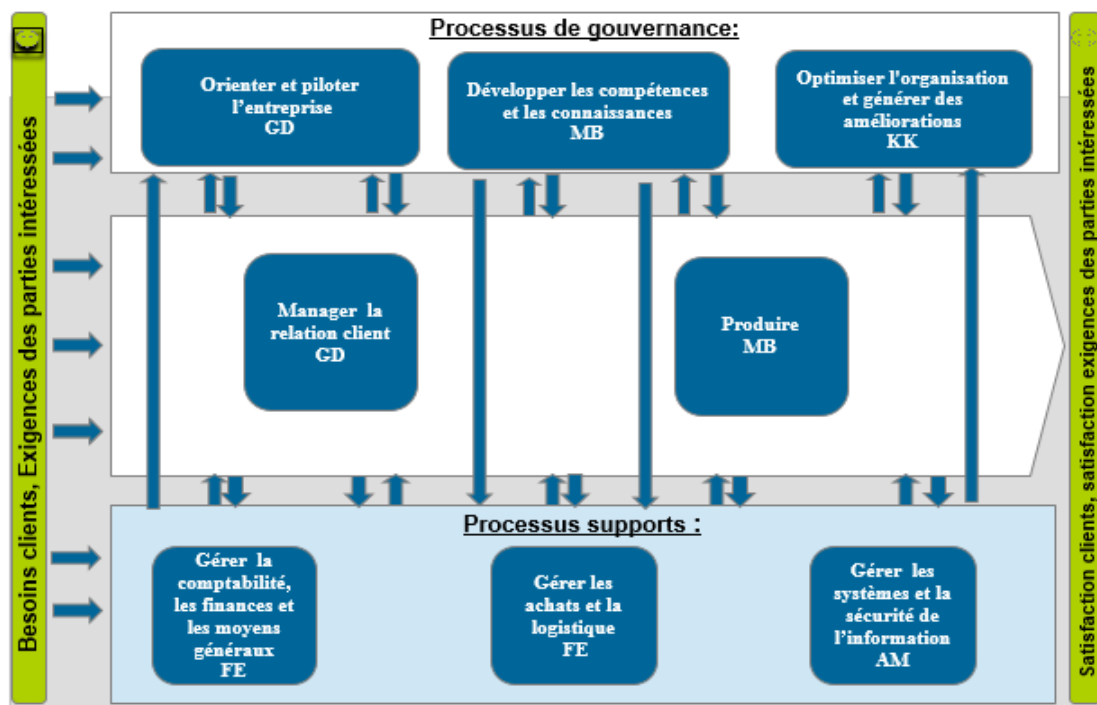 Besoins clients, Exigences des parties intéressées
Processus de gouvernance:
Orienter et piloter
l'entreprise
GD
Développer les compétences
et les connaissances
MB
Optimiser l'organisation
et générer des
améliorations
KK
Manager la
relation client
GD
Produire
MB
Processus supports :
Gérer la
comptabilité,
les finances et
les moyens
généraux
FE
Gérer les
achats et la
logistique
FE
Gérer les
systèmes et la
sécurité de
l'information
AM
Satisfaction clients, satisfaction exigences des parties intéressées